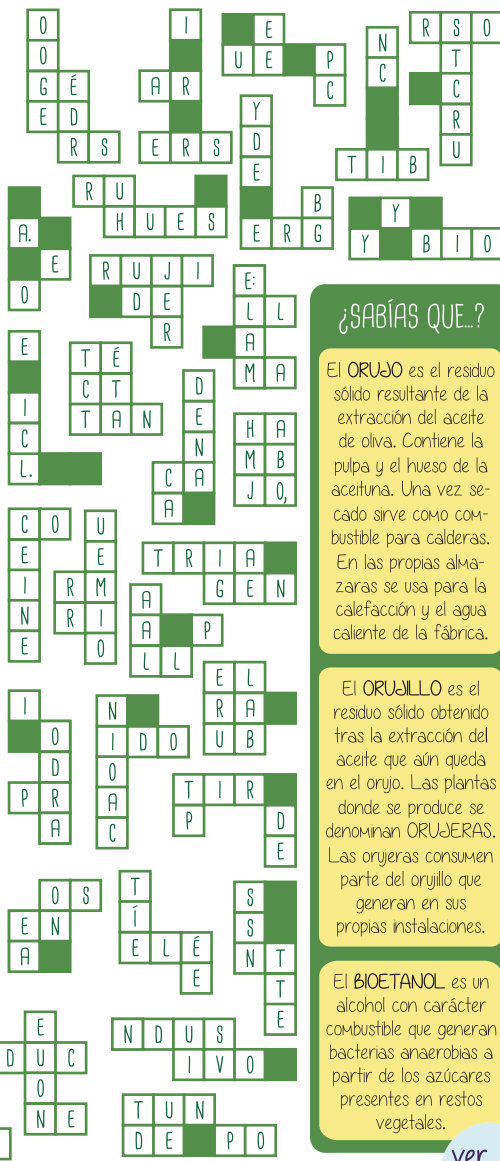 O
O
G É
E D
R S
I
A R
E R S
E
U E P
C
N
C
T I B
R S O
T
C
R
U
Y
D
E
B
E R G
R U
H U E S
A.
E
O
Y
Y B I O
R U J I
D E
R
E:
L L
A
M A
E
I
C
L.
T É
C T
T A N
D
E
N
C A
A
H A
M B
J O,
C O
E
I
N
E
U
E
R M
R I
O
T R I A
G E N
A
A P
L L
E L
R A
U B
I
O
D
P R
A
N
I D O
O
A
C
T I R
P D
E
O S
E N
A
T
Í
E L É
E
S
S
N T
T
E
E
D U C
O
N E
N D U S
I V O
T U N
D E P O
¿SABÍAS QUE...?
El ORUJO es el residuo
sólido resultante de la
extracción del aceite
de oliva. Contiene la
pulpa y el hueso de la
aceituna. Una vez se-
cado sirve como com-
bustible para calderas.
En las propias alma-
zaras se usa para la
calefacción y el agua
caliente de la fábrica.
El ORUJILLO es el
residuo sólido obtenido
tras la extracción del
aceite que aún queda
en el orujo. Las plantas
donde se produce se
denominan ORUJERAS.
Las orujeras consumen
parte del orujillo que
generan en sus
propias instalaciones.
El BIOETANOL es un
alcohol con carácter
combustible que generan
bacterias anaerobias a
partir de los azúcares
presentes en restos
vegetales.
ver